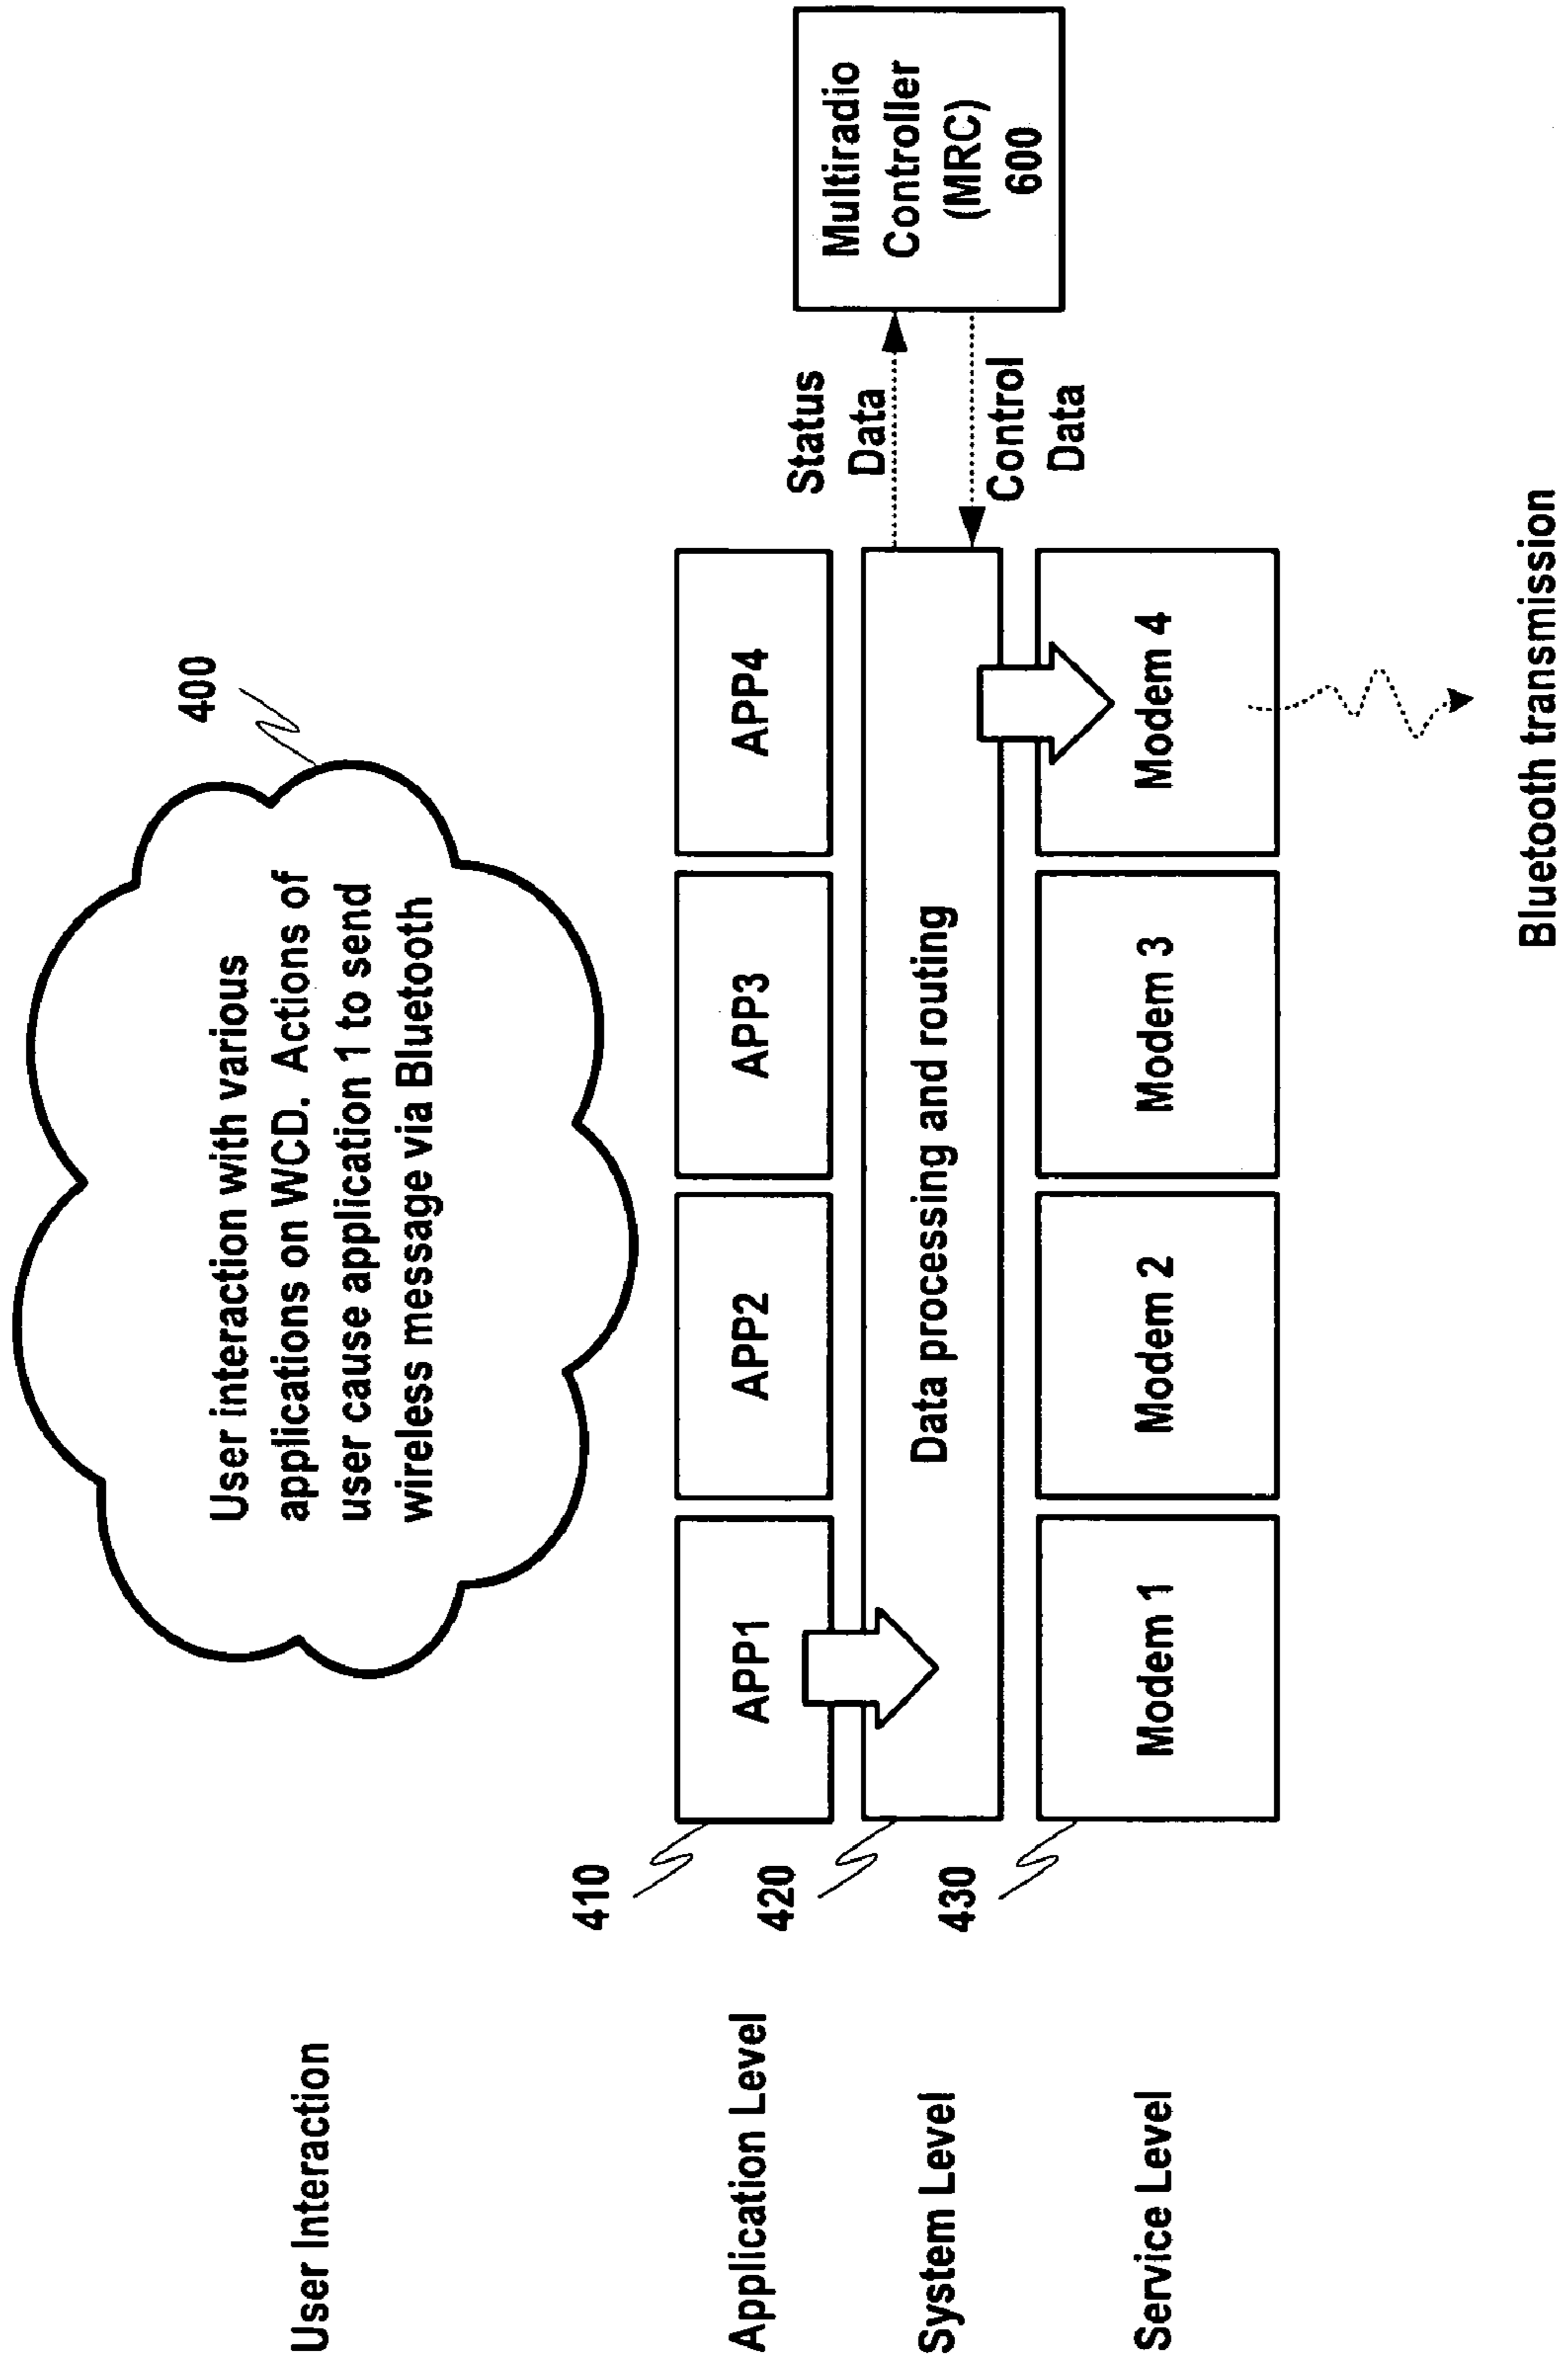 User Interaction
400
User interaction with various
applications on WCD. Actions of
user cause application 1 to send
wireless message via Bluetooth
Application Level
410
APP1
APP2
APP3
APP4
System Level
420
Data processing and routing
Status
Data
Control
Data
Multiradio
Controller
(MRC)
600
Service Level
430
Modem 1
Modem 2
Modem 3
Modem 4
Bluetooth transmission